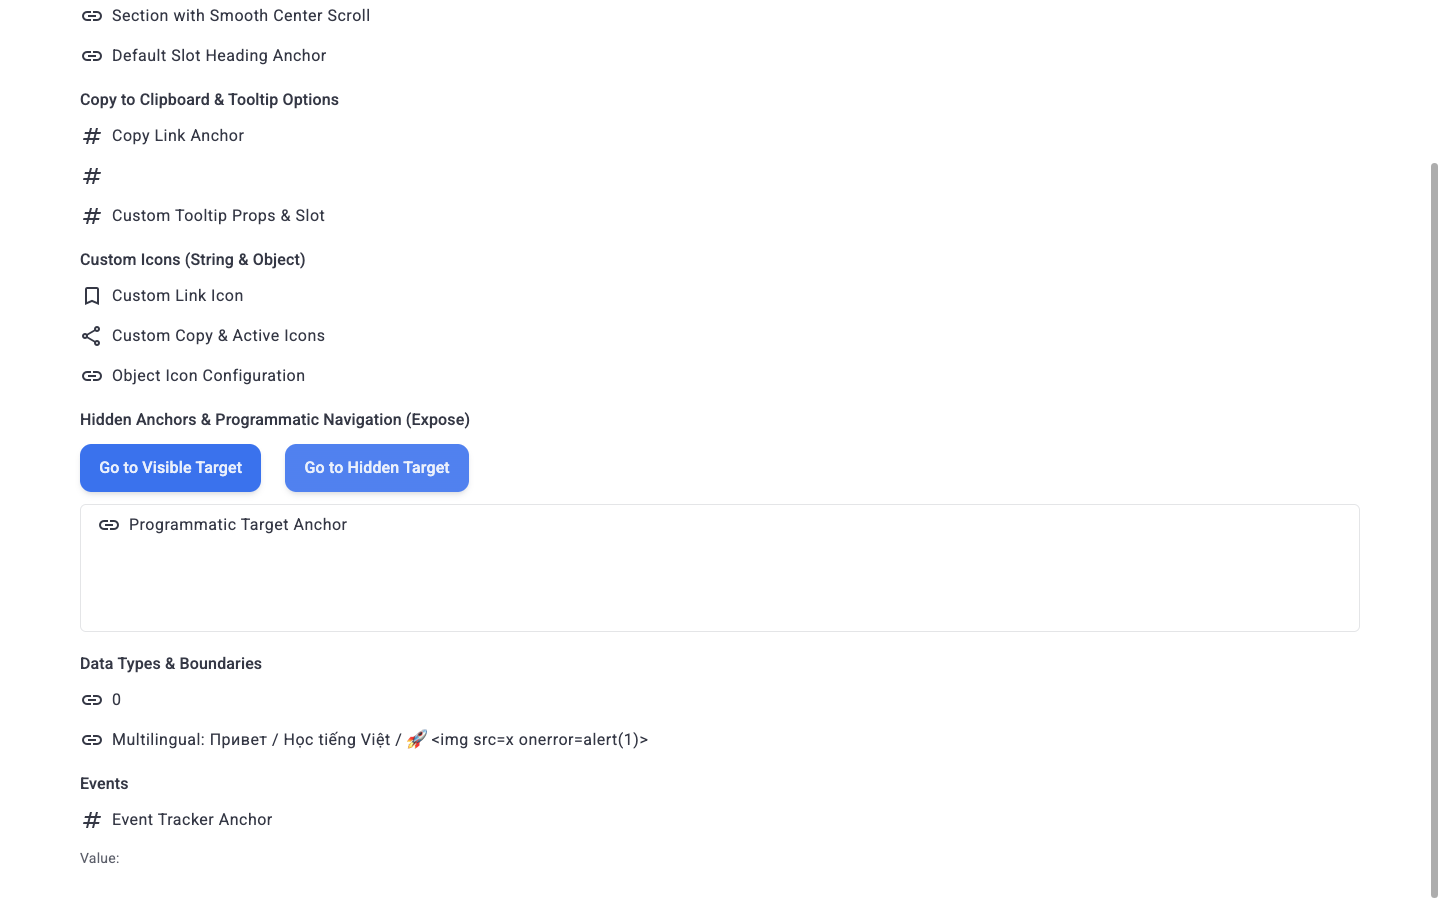 Section with Smooth Center Scroll
Default Slot Heading Anchor
Copy to Clipboard & Tooltip Options
# Copy Link Anchor
#
# Custom Tooltip Props & Slot
Custom Icons (String & Object)
Custom Link Icon
Custom Copy & Active Icons
Object Icon Configuration
Hidden Anchors & Programmatic Navigation (Expose)
Go to Visible Target Go to Hidden Target
Programmatic Target Anchor
Data Types & Boundaries
0
Multilingual: Привет / Học tiếng Việt / 🚀 <img src=x onerror=alert(1)>
Events
# Event Tracker Anchor
Value: